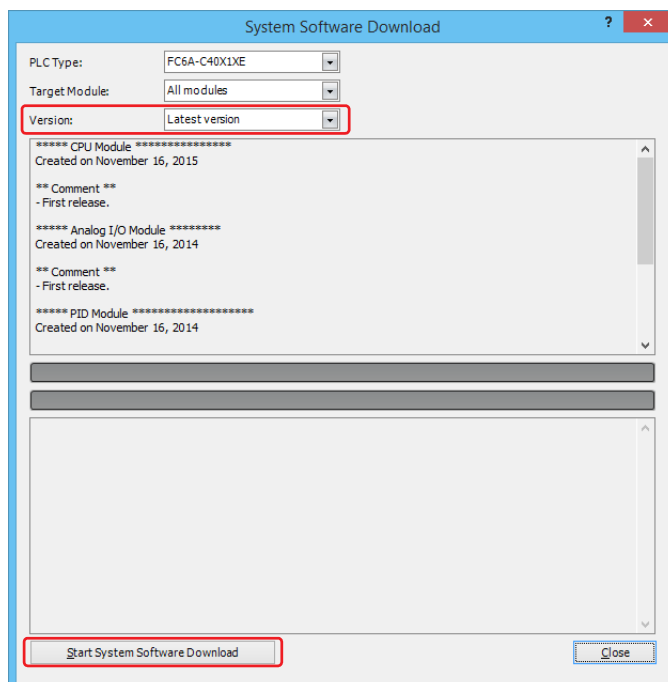 System Software Download
?
×
PLC Type: FC6A-C40X1XE
Target Module: All modules
Version: Latest version
***** CPU Module ***************
Created on November 16, 2015
** Comment **
- First release.
***** Analog I/O Module ********
Created on November 16, 2014
** Comment **
- First release.
***** PID Module *******************
Created on November 16, 2014
Start System Software Download
Close